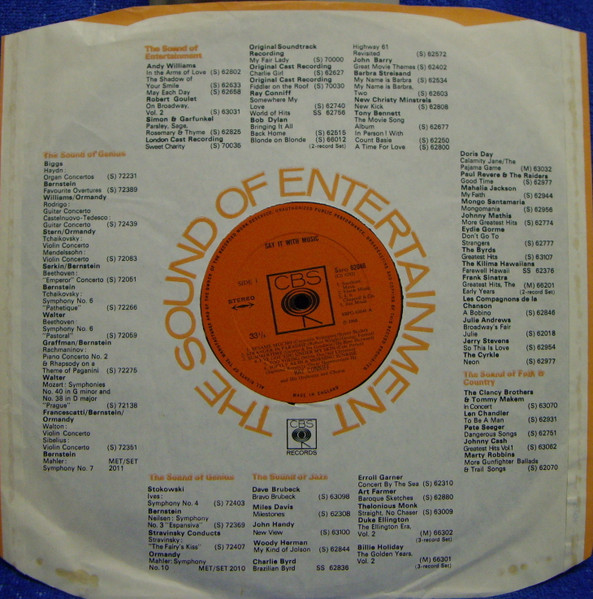 The Sound of
Entertainment
Andy Williams
In the Arms of Love (S) 62802
The Shadow of
Your Smile (S) 62633
May Each Day (S) 62658
Robert Goulet
On Broadway,
Vol. 2 (S) 63031
Simon & Garfunkel
Parsley, Sage,
Rosemary & Thyme (S) 62825
London Cast Recording
Sweet Charity (S) 70036
Original Soundtrack
Recording
My Fair Lady (S) 70000
Original Cast Recording
Charlie Girl (S) 62627
Original Cast Recording
Fiddler on the Roof (S) 70030
Ray Conniff
Somewhere My
Love (S) 62740
World of Hits SS 62756
Bob Dylan
Bringing It All
Back Home (S) 62515
Blonde on Blonde (S) 66012
(2-record Set)
Highway 61
Revisited (S) 62572
John Barry
Great Movie Themes (S) 62402
Barbra Streisand
My Name is Barbra (S) 62534
My Name is Barbra,
Two (S) 62603
New Christy Minstrels
New Kick (S) 62808
Tony Bennett
The Movie Song
Album (S) 62677
In Person ! With
Count Basie (S) 62250
A Time For Love (S) 62800
The Sound of Genius
Biggs
Haydn:
Organ Concertos (S) 72231
Bernstein
Favourite Overtures (S) 72389
Williams/Ormandy
Rodrigo:
Guitar Concerto
Castelnuovo-Tedesco:
Guitar Concerto (S) 72439
Stern/Ormandy
Tchaikovsky:
Violin Concerto
Mendelssohn:
Violin Concerto (S) 72083
Serkin/Bernstein
Beethoven:
"Emperor" Concerto (S) 72081
Bernstein
Tchaikovsky:
Symphony No. 6
"Pathetique" (S) 72266
Walter
Beethoven:
Symphony No. 6
"Pastoral" (S) 72059
Graffman/Bernstein
Rachmaninov:
Piano Concerto No. 2
& Rhapsody on a
Theme of Paganini (S) 72275
Walter
Mozart: Symphonies
No. 40 in G minor and
No. 38 in D major
"Prague" (S) 72138
Francescatti/Bernstein/
Ormandy
Walton:
Violin Concerto
Sibelius:
Violin Concerto (S) 72351
Bernstein
Mahler: MET/SET
Symphony No. 7 2011
THE SOUND OF ENTERTAINMENT
SAY IT WITH MUSIC
SIDE 1
STEREO
33⅓
CBS
MADE IN ENGLAND
CBS
RECORDS
Doris Day
Calamity Jane/The
Pajama Game (M) 63032
Paul Revere & The Raiders
Good Time (S) 62977
Mahalia Jackson
My Faith (S) 62944
Mongo Santamaria
Mongomania (S) 62956
Johnny Mathis
More Greatest Hits (S) 62774
Eydie Gorme
Don't Go To
Strangers (S) 62777
The Byrds
Greatest Hits (S) 63107
The Kilima Hawaiians
Farewell Hawaii SS 62376
Frank Sinatra
Greatest Hits, The (M) 66201
Early Years (2-record Set)
Les Compagnons de la
Chanson
A Bobino (S) 62846
Julie Andrews
Broadway's Fair
Julie (S) 62018
Jerry Stevens
So This Is Love (S) 62954
The Cyrkle
Neon (S) 62977
The Sound of Folk &
Country
The Clancy Brothers
& Tommy Makem
In Concert (S) 63070
Len Chandler
To Be A Man (S) 62931
Pete Seeger
Dangerous Songs (S) 62751
Johnny Cash
Greatest Hits Vol.1 (S) 63062
Marty Robbins
More Gunfighter Ballads
& Trail Songs (S) 62070
The Sound of Genius
Stokowski
Ives:
Symphony No. 4 (S) 72403
Bernstein
Neilsen: Symphony
No. 3 "Espansiva" (S) 72369
Stravinsky Conducts
Stravinsky:
"The Fairy's Kiss" (S) 72407
Ormandy
Mahler: Symphony
No. 10 MET/SET 2010
The Sound of Jazz
Dave Brubeck
Bravo Brubeck (S) 63098
Miles Davis
Milestones (S) 62308
John Handy
New View (S) 63100
Woody Herman
My Kind of Jolson (S) 62844
Charlie Byrd
Brazilian Byrd SS 62836
Erroll Garner
Concert By The Sea (S) 62310
Art Farmer
Baroque Sketches (S) 62880
Thelonious Monk
Straight, No Chaser (S) 63009
Duke Ellington
The Ellington Era,
Vol. 2 (M) 66302
(3-record Set)
Billie Holiday
The Golden Years,
Vol. 2 (M) 66301
(3-record Set)